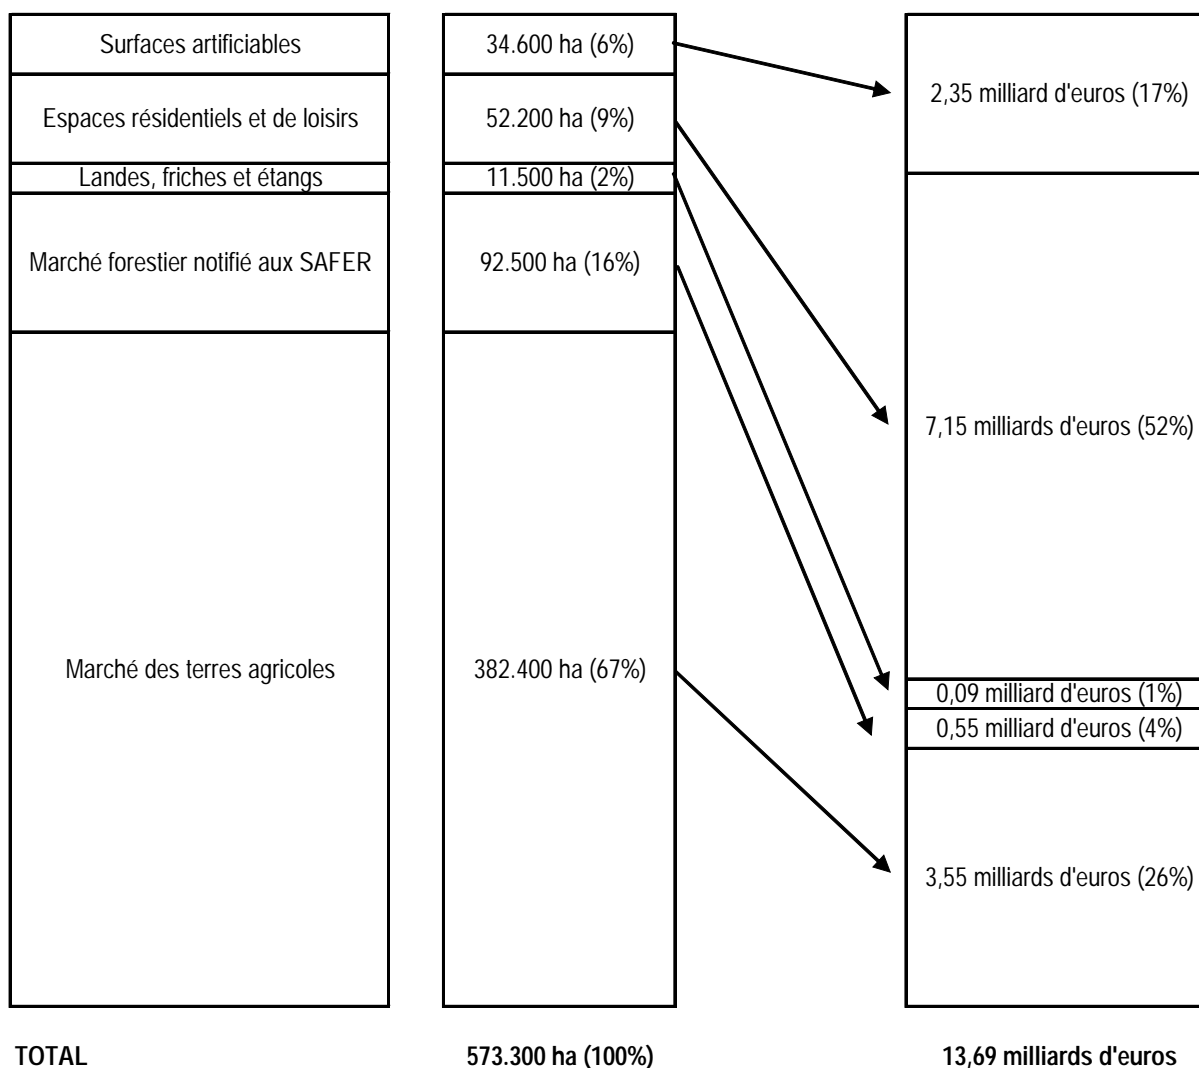 Surfaces artificiables
34.600 ha (6%)
2,35 milliard d'euros (17%)
Espaces résidentiels et de loisirs
52.200 ha (9%)
7,15 milliards d'euros (52%)
Landes, friches et étangs
11.500 ha (2%)
0,09 milliard d'euros (1%)
Marché forestier notifié aux SAFER
92.500 ha (16%)
0,55 milliard d'euros (4%)
Marché des terres agricoles
382.400 ha (67%)
3,55 milliards d'euros (26%)
TOTAL
573.300 ha (100%)
13,69 milliards d'euros